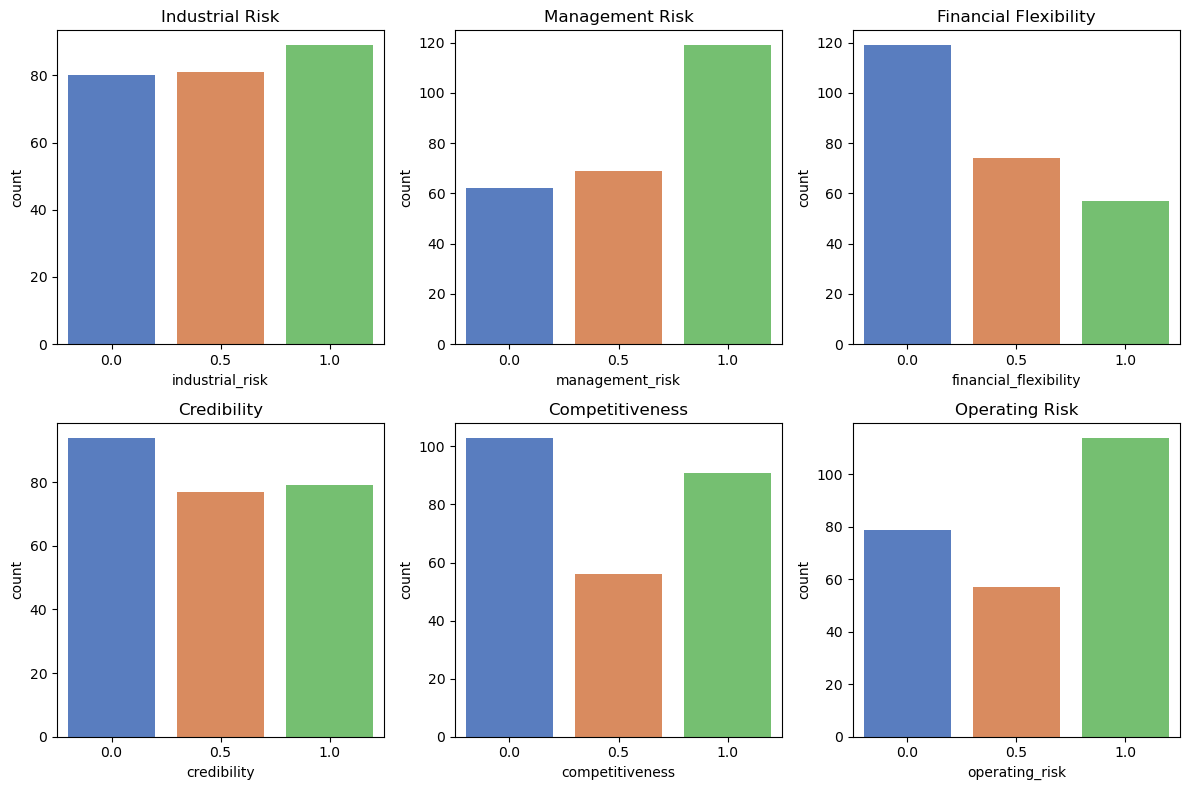 Industrial Risk
80
60
40
20
0
count
0.0 0.5 1.0
industrial_risk
Management Risk
120
100
80
60
40
20
0
count
0.0 0.5 1.0
management_risk
Financial Flexibility
120
100
80
60
40
20
0
count
0.0 0.5 1.0
financial_flexibility
Credibility
80
60
40
20
0
count
0.0 0.5 1.0
credibility
Competitiveness
100
80
60
40
20
0
count
0.0 0.5 1.0
competitiveness
Operating Risk
100
80
60
40
20
0
count
0.0 0.5 1.0
operating_risk